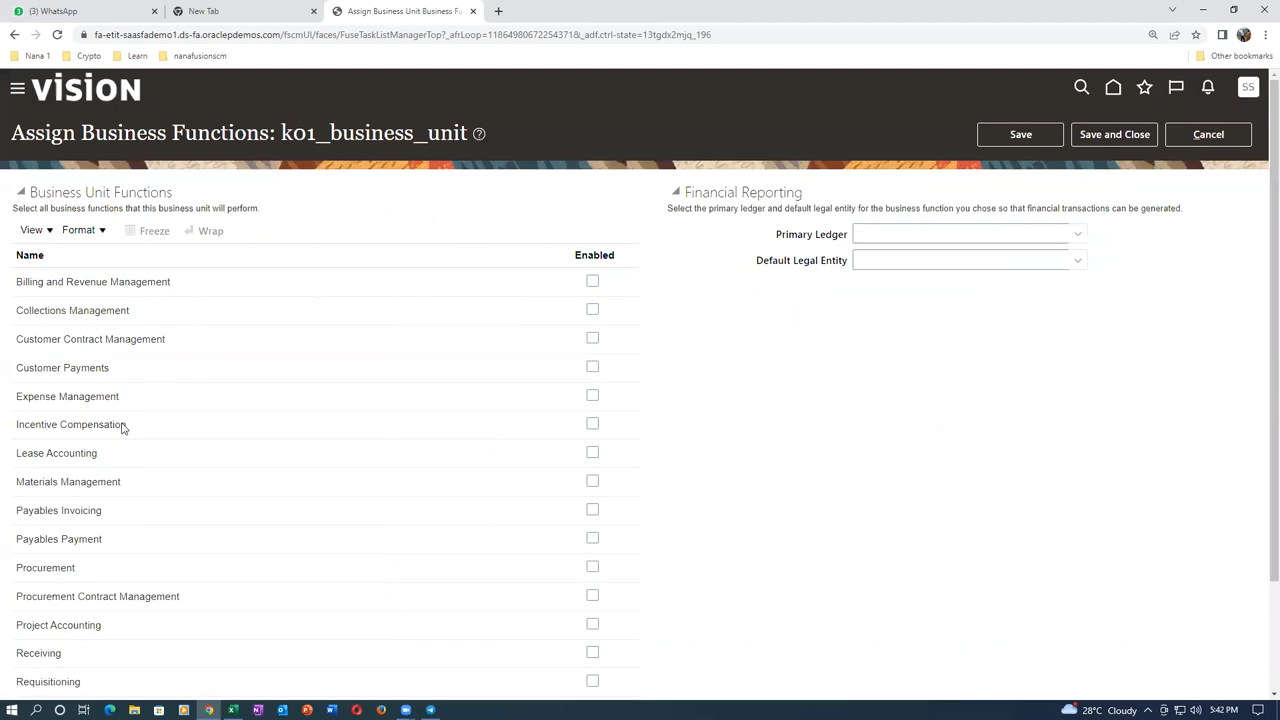 (3) WhatsApp
New Tab
Assign Business Unit Business Fu
fa-etit-saasfademo1.ds-fa.oraclepdemos.com/fscmUI/faces/FuseTaskListManagerTop?_afrLoop=11864980672254371&_adf.ctrl-state=13tgdx2mjq_196
Nana 1
Crypto
Learn
nanafusionscm
Other bookmarks
VISION
SS
Assign Business Functions: k01_business_unit
Save
Save and Close
Cancel
Business Unit Functions
Select all business functions that this business unit will perform.
View
Format
Freeze
Wrap
Name
Enabled
Billing and Revenue Management
Collections Management
Customer Contract Management
Customer Payments
Expense Management
Incentive Compensation
Lease Accounting
Materials Management
Payables Invoicing
Payables Payment
Procurement
Procurement Contract Management
Project Accounting
Receiving
Requisitioning
Financial Reporting
Select the primary ledger and default legal entity for the business function you chose so that financial transactions can be generated.
Primary Ledger
Default Legal Entity
28°C Cloudy
5:42 PM